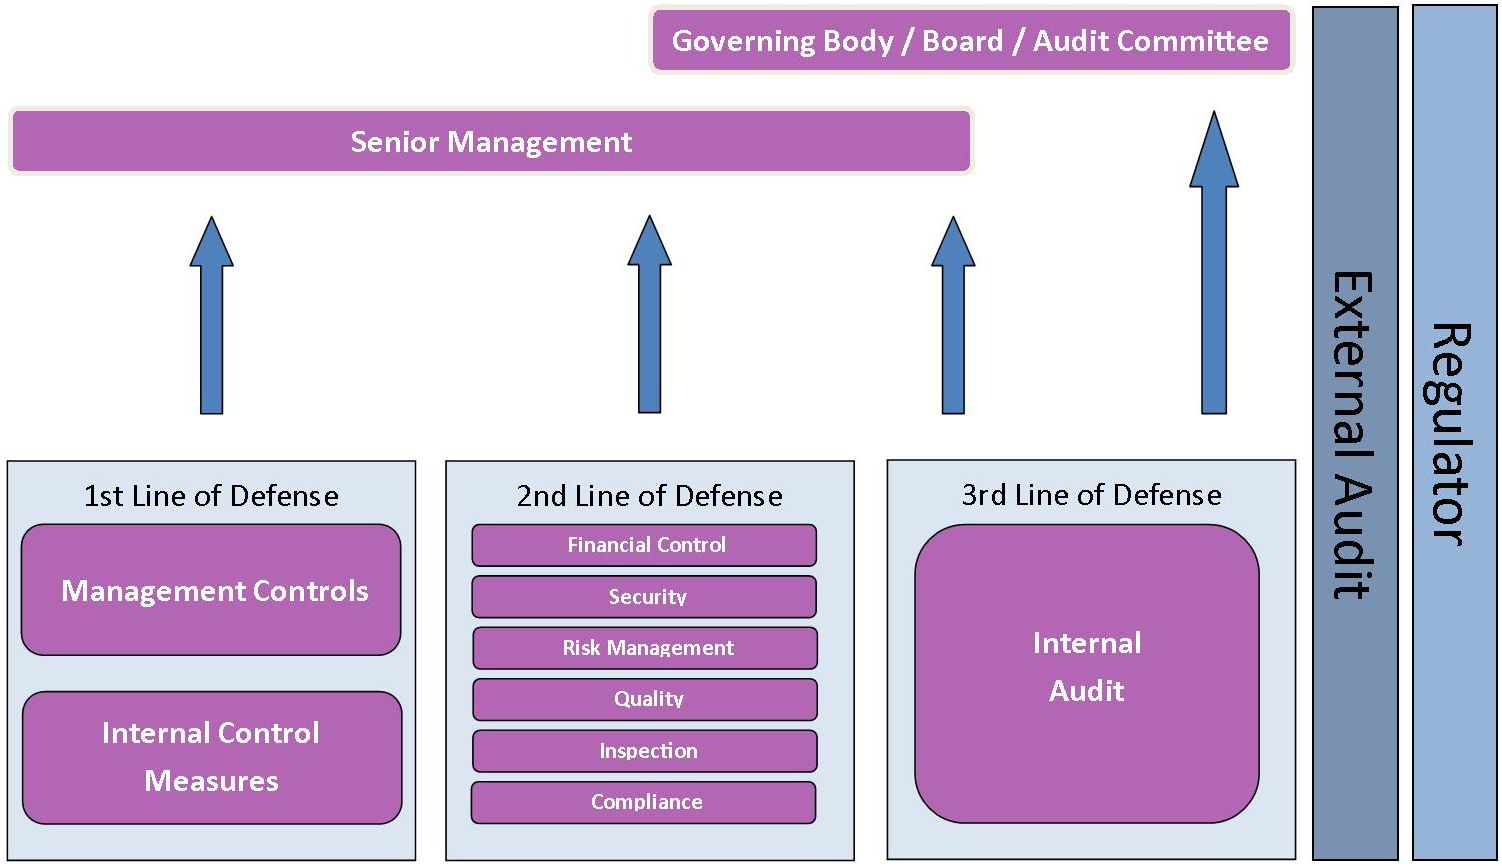 Governing Body / Board / Audit Committee
Senior Management
1st Line of Defense
Management Controls
Internal Control
Measures
2nd Line of Defense
Financial Control
Security
Risk Management
Quality
Inspection
Compliance
3rd Line of Defense
Internal
Audit
External Audit
Regulator